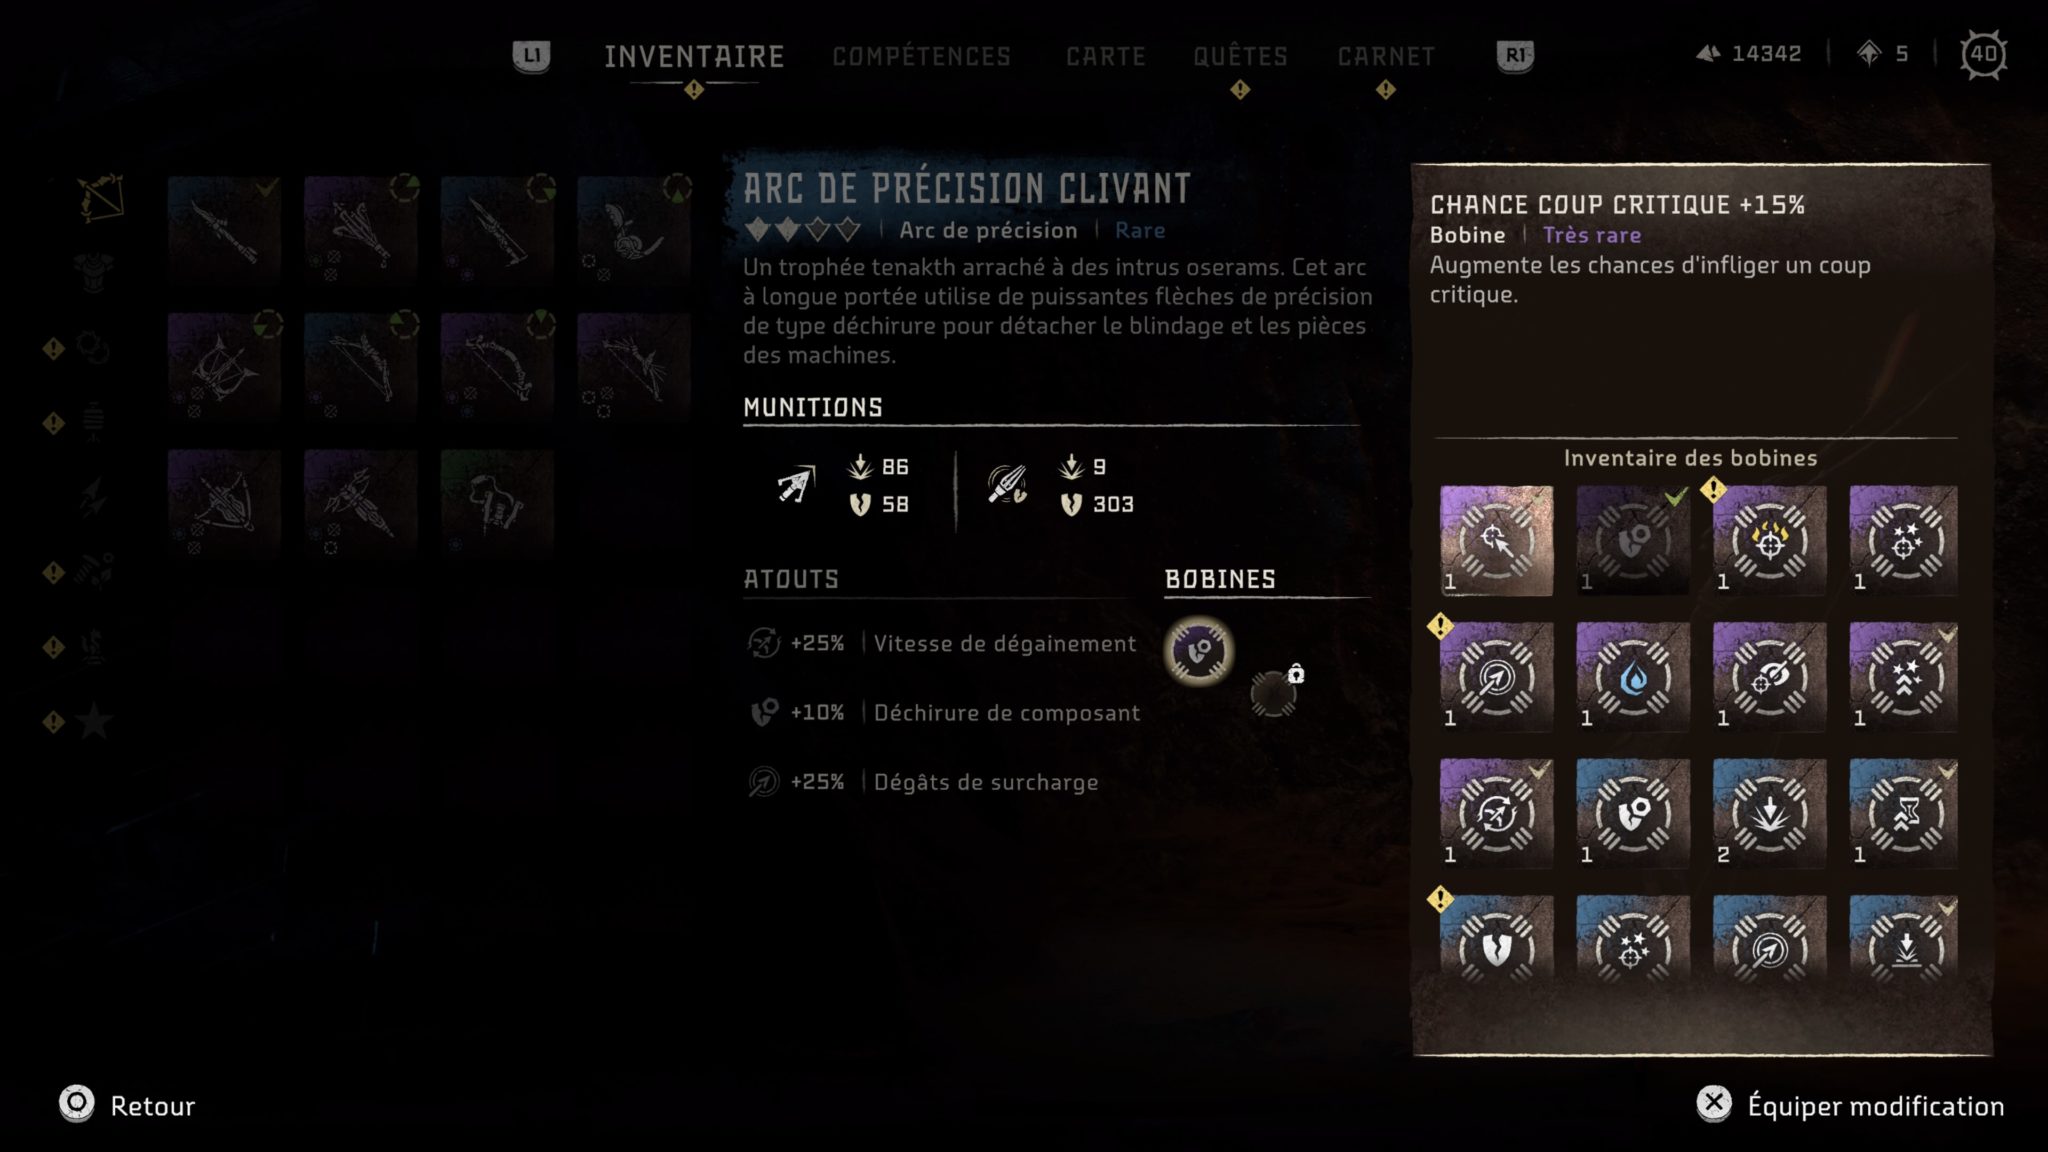 L1
INVENTAIRE
COMPÉTENCES
CARTE
QUÊTES
CARNET
R1
14342
5
40
ARC DE PRÉCISION CLIVANT
Arc de précision
Rare
Un trophée tenakth arraché à des intrus oserams. Cet arc
à longue portée utilise de puissantes flèches de précision
de type déchirure pour détacher le blindage et les pièces
des machines.
MUNITIONS
86
58
9
303
ATOUTS
+25% Vitesse de dégainement
+10% Déchirure de composant
+25% Dégâts de surcharge
BOBINES
CHANCE COUP CRITIQUE +15%
Bobine
Très rare
Augmente les chances d'infliger un coup
critique.
Inventaire des bobines
1
1
1
1
1
1
1
1
1
1
2
1
Retour
Équiper modification